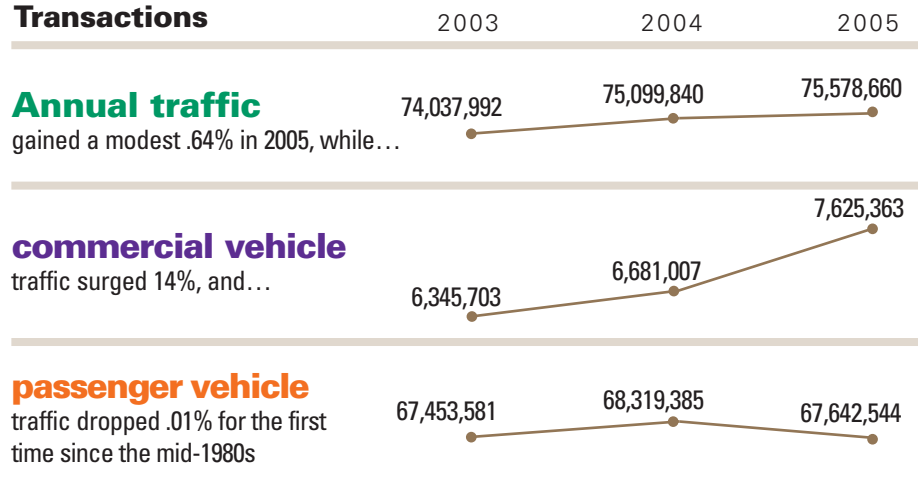 Transactions 2003 2004 2005
Annual traffic 74,037,992 75,099,840 75,578,660
gained a modest .64% in 2005, while…
commercial vehicle 6,345,703 6,681,007 7,625,363
traffic surged 14%, and…
passenger vehicle 67,453,581 68,319,385 67,642,544
traffic dropped .01% for the first
time since the mid-1980s